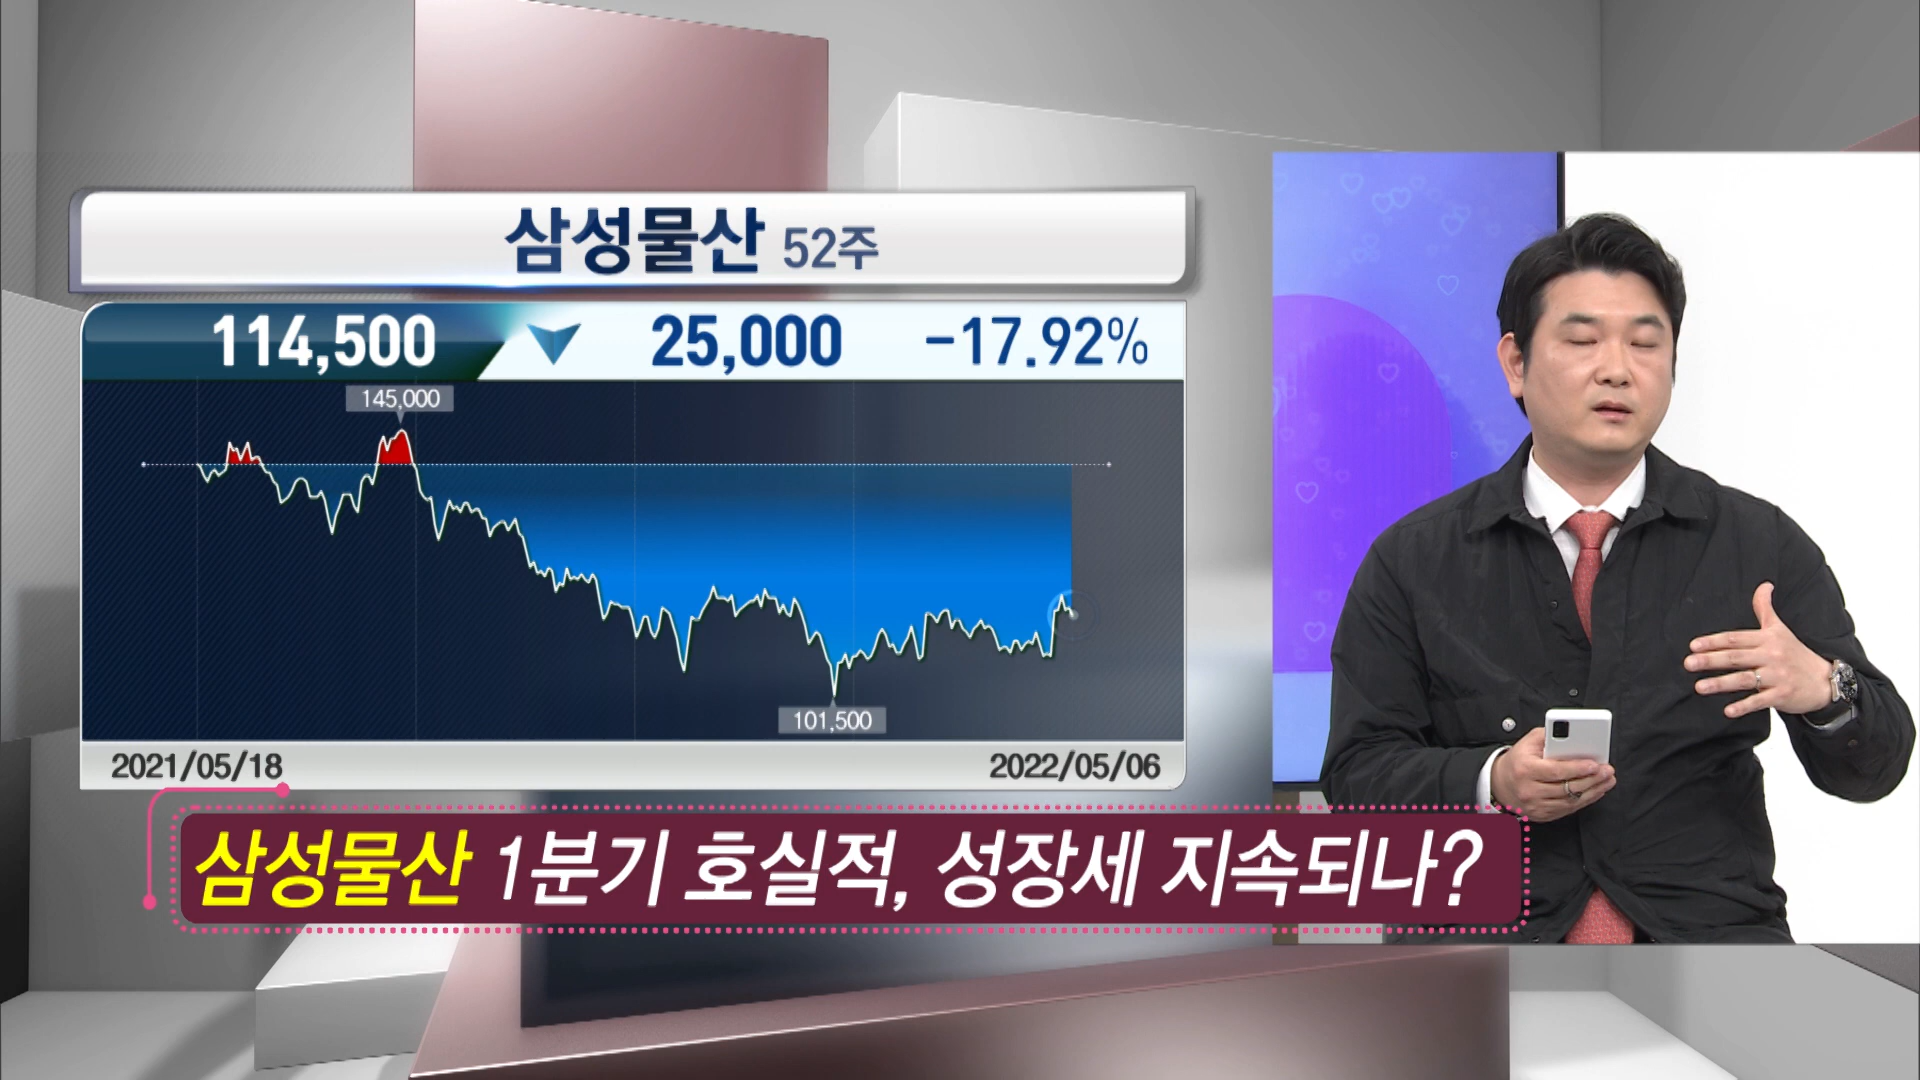 삼성물산 52주
114,500 ▼ 25,000 -17.92%
145,000
101,500
2021/05/18 2022/05/06
삼성물산 1분기 호실적, 성장세 지속되나?